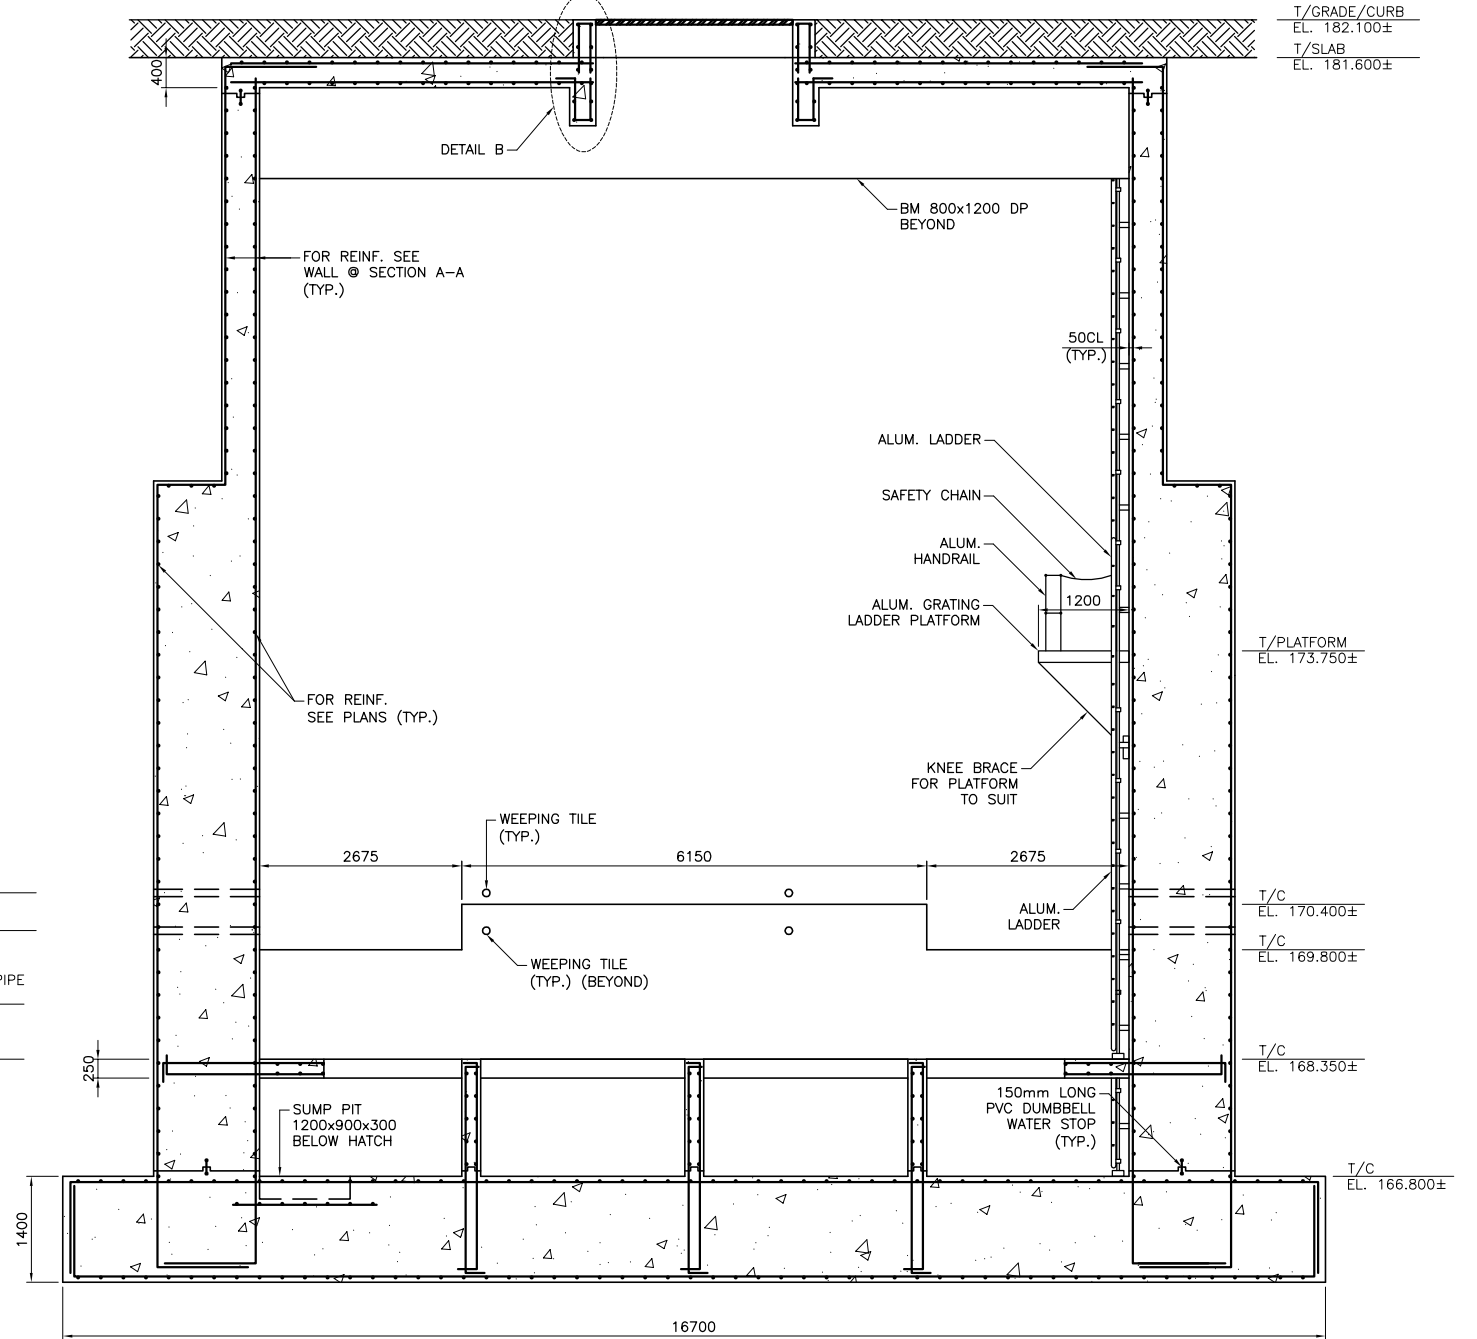 T/GRADE/CURB
EL. 182.100±
T/SLAB
EL. 181.600±
400
DETAIL B
BM 800x1200 DP
BEYOND
FOR REINF. SEE
WALL @ SECTION A-A
(TYP.)
50CL
(TYP.)
ALUM. LADDER
SAFETY CHAIN
ALUM.
HANDRAIL
ALUM. GRATING
LADDER PLATFORM
1200
T/PLATFORM
EL. 173.750±
FOR REINF.
SEE PLANS (TYP.)
KNEE BRACE
FOR PLATFORM
TO SUIT
WEEPING TILE
(TYP.)
2675
6150
2675
ALUM.
LADDER
T/C
EL. 170.400±
T/C
EL. 169.800±
WEEPING TILE
(TYP.) (BEYOND)
PIPE
250
T/C
EL. 168.350±
SUMP PIT
1200x900x300
BELOW HATCH
150mm LONG
PVC DUMBBELL
WATER STOP
(TYP.)
T/C
EL. 166.800±
1400
16700